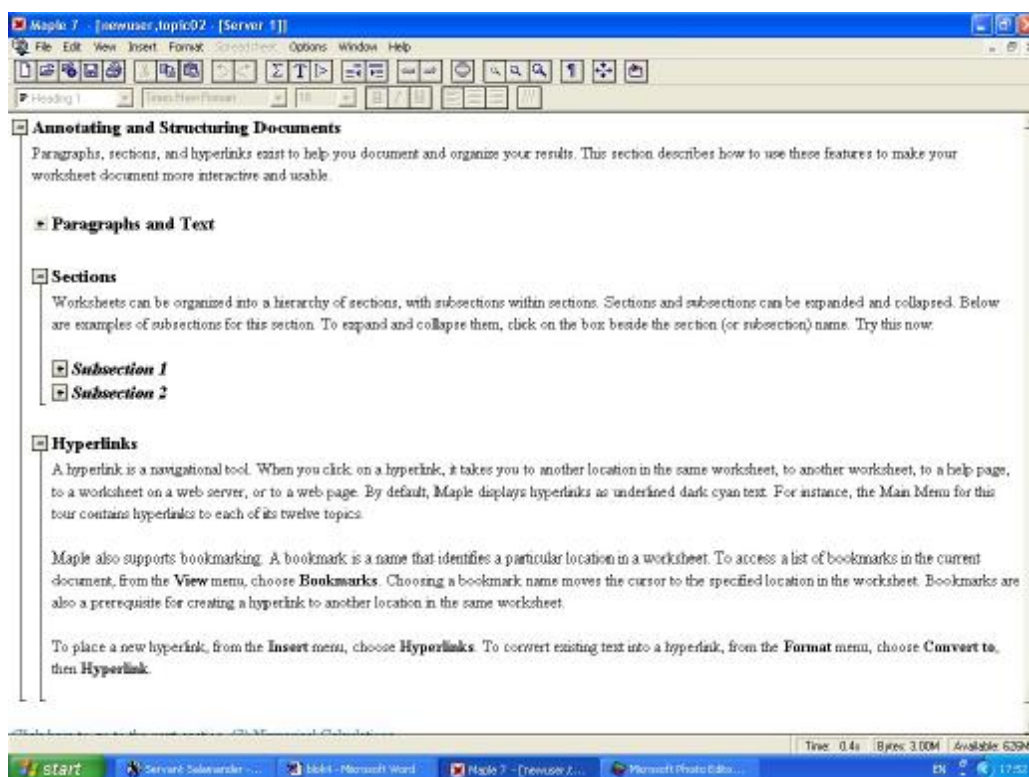 Maple 7 - [newuser,topic02 - [Server 1]]
File Edit View Insert Format Spreadsheet Options Window Help
Heading 1 Times New Roman 18 B I U
Annotating and Structuring Documents
Paragraphs, sections, and hyperlinks exist to help you document and organize your results. This section describes how to use these features to make your
worksheet document more interactive and usable.
Paragraphs and Text
Sections
Worksheets can be organized into a hierarchy of sections, with subsections within sections. Sections and subsections can be expanded and collapsed. Below
are examples of subsections for this section. To expand and collapse them, click on the box beside the section (or subsection) name. Try this now:
Subsection 1
Subsection 2
Hyperlinks
A hyperlink is a navigational tool. When you click on a hyperlink, it takes you to another location in the same worksheet, to another worksheet, to a help page,
to a worksheet on a web server, or to a web page. By default, Maple displays hyperlinks as underlined dark cyan text. For instance, the Main Menu for this
tour contains hyperlinks to each of its twelve topics.
Maple also supports bookmarking. A bookmark is a name that identifies a particular location in a worksheet. To access a list of bookmarks in the current
document, from the View menu, choose Bookmarks. Choosing a bookmark name moves the cursor to the specified location in the worksheet. Bookmarks are
also a prerequisite for creating a hyperlink to another location in the same worksheet.
To place a new hyperlink, from the Insert menu, choose Hyperlinks. To convert existing text into a hyperlink, from the Format menu, choose Convert to,
then Hyperlink.
Time: 0.4s Bytes: 3.00M Available: 626M
start Servant Salamander - ... - Microsoft Word Maple 7 - [newuser,t... Microsoft Photo Edito... EN 17:52